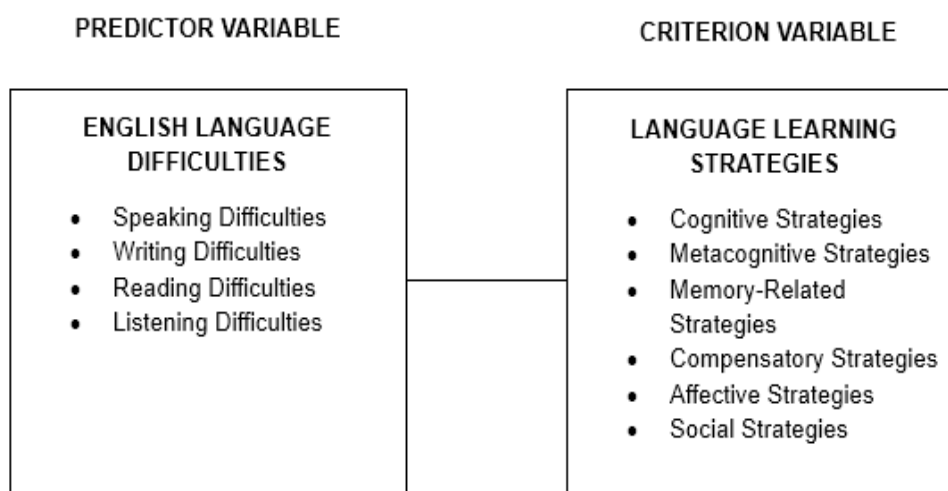 PREDICTOR VARIABLE
CRITERION VARIABLE
ENGLISH LANGUAGE
DIFFICULTIES
• Speaking Difficulties
• Writing Difficulties
• Reading Difficulties
• Listening Difficulties
LANGUAGE LEARNING
STRATEGIES
• Cognitive Strategies
• Metacognitive Strategies
• Memory-Related
Strategies
• Compensatory Strategies
• Affective Strategies
• Social Strategies